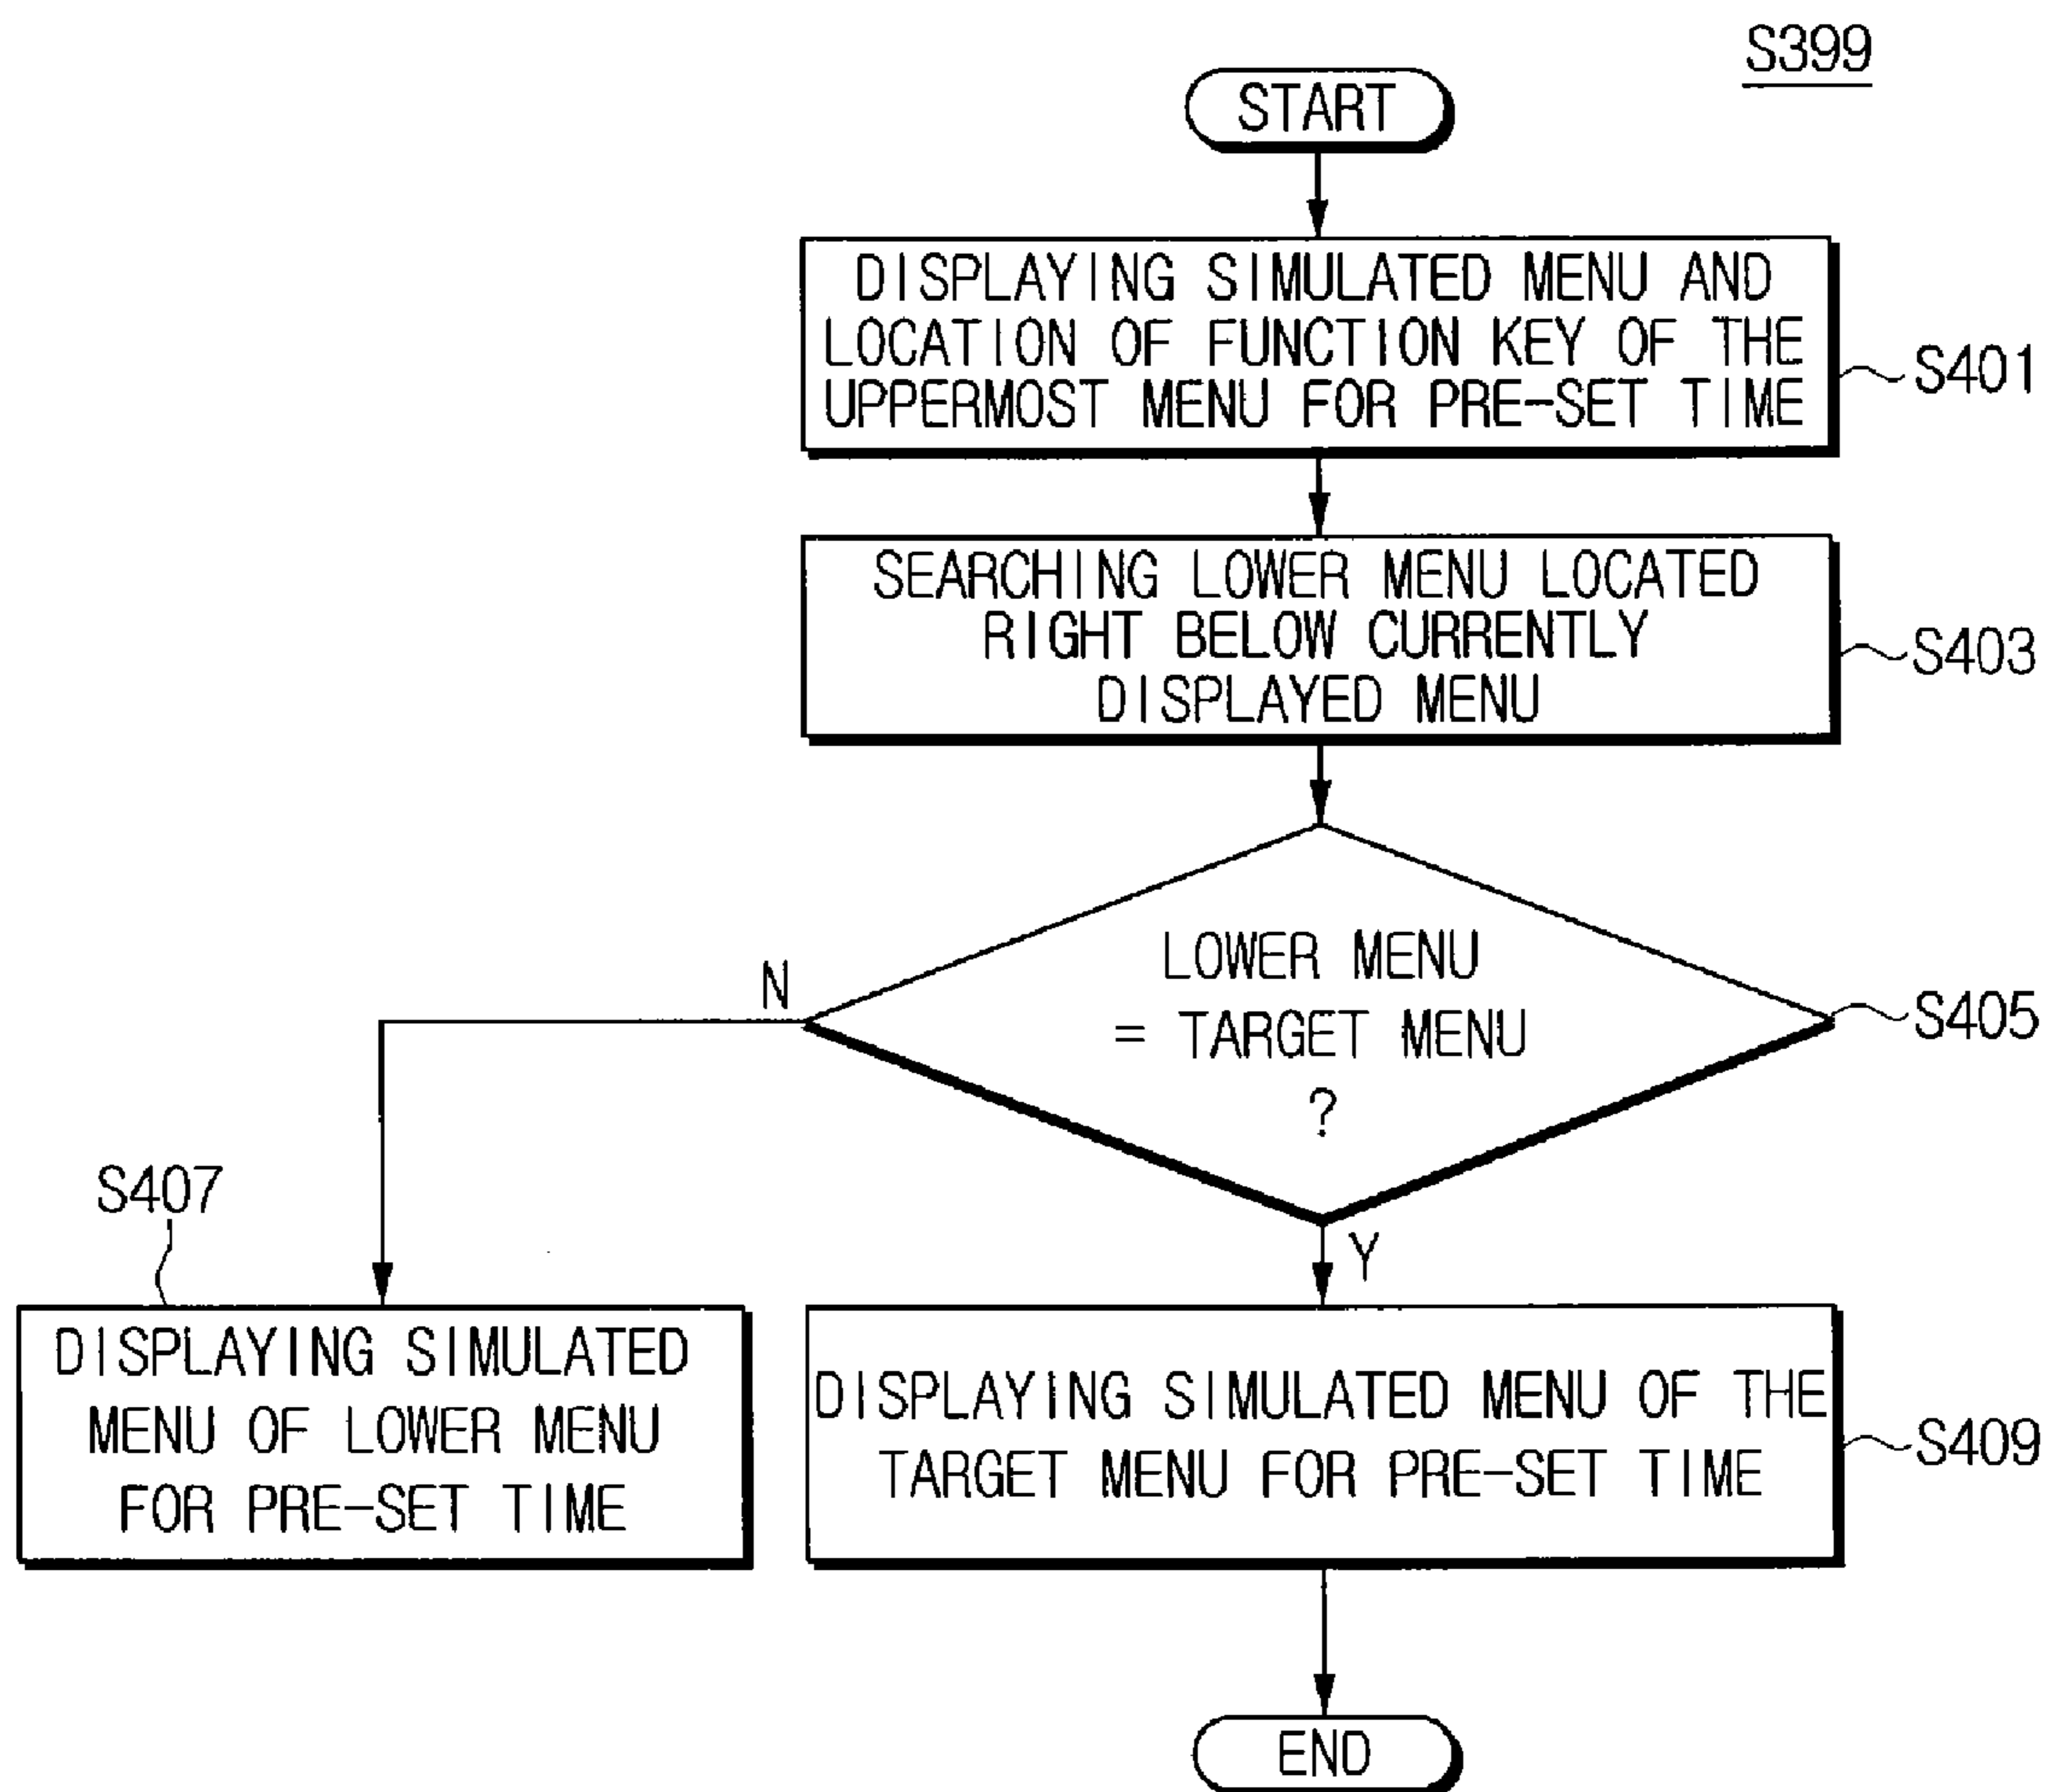 S399
START
DISPLAYING SIMULATED MENU AND
LOCATION OF FUNCTION KEY OF THE
UPPERMOST MENU FOR PRE-SET TIME
S401
SEARCHING LOWER MENU LOCATED
RIGHT BELOW CURRENTLY
DISPLAYED MENU
S403
LOWER MENU
= TARGET MENU
?
S405
N
Y
S407
DISPLAYING SIMULATED
MENU OF LOWER MENU
FOR PRE-SET TIME
DISPLAYING SIMULATED MENU OF THE
TARGET MENU FOR PRE-SET TIME
S409
END